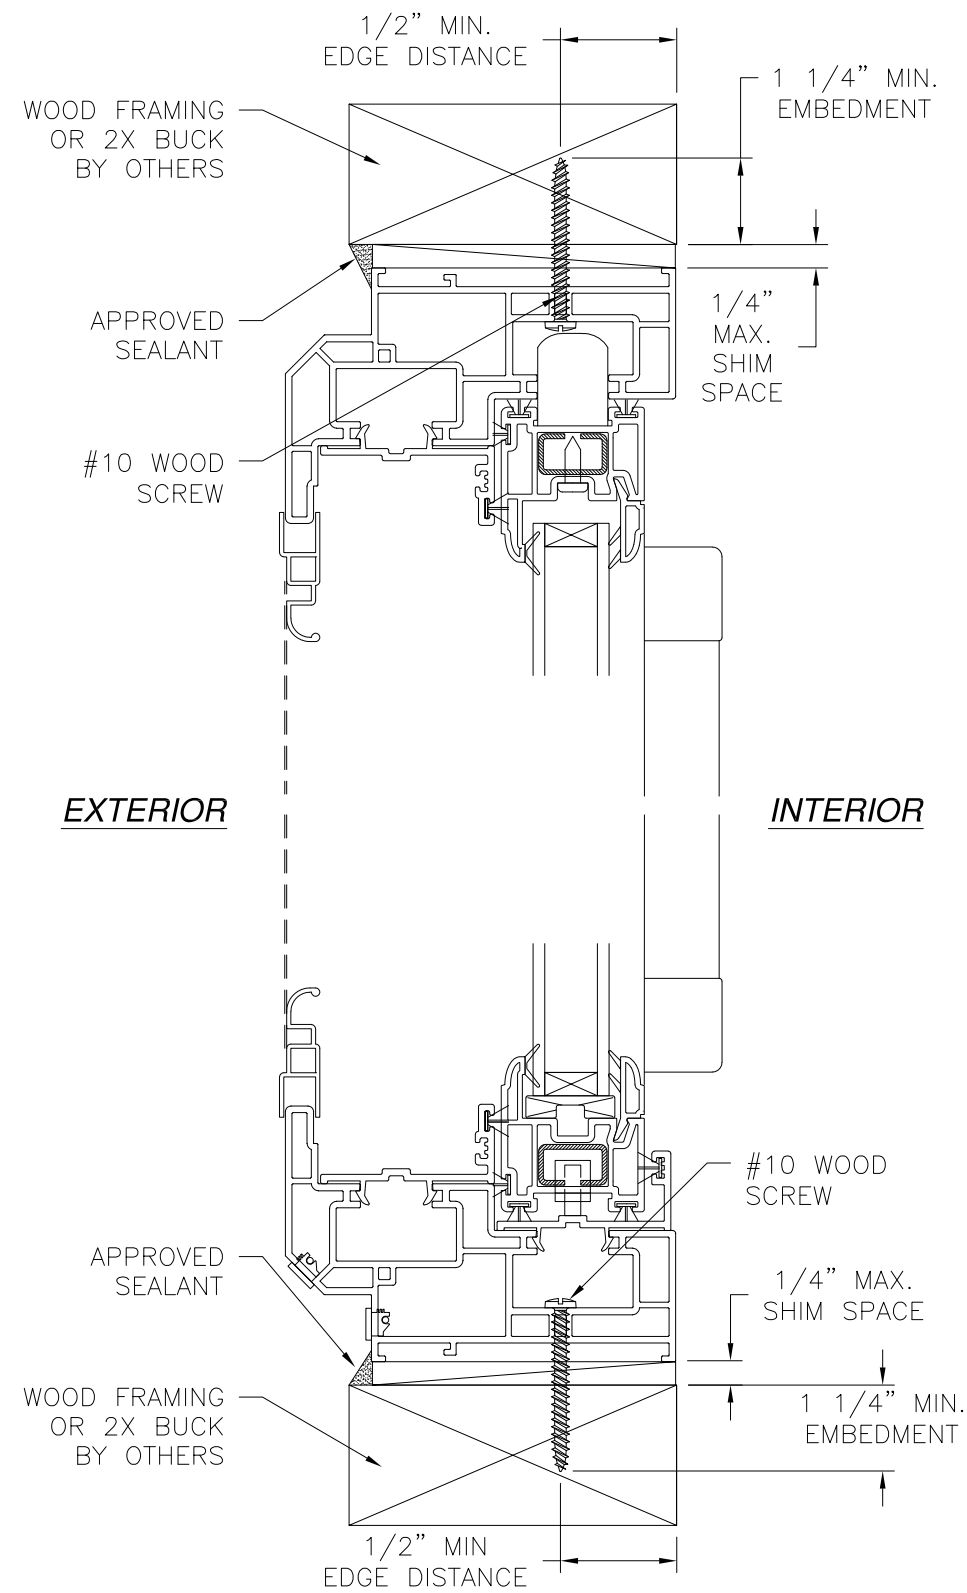 1/2" MIN.
EDGE DISTANCE
1 1/4" MIN.
EMBEDMENT
WOOD FRAMING
OR 2X BUCK
BY OTHERS
APPROVED
SEALANT
1/4"
MAX.
SHIM
SPACE
#10 WOOD
SCREW
EXTERIOR
INTERIOR
#10 WOOD
SCREW
APPROVED
SEALANT
1/4" MAX.
SHIM SPACE
WOOD FRAMING
OR 2X BUCK
BY OTHERS
1 1/4" MIN.
EMBEDMENT
1/2" MIN
EDGE DISTANCE